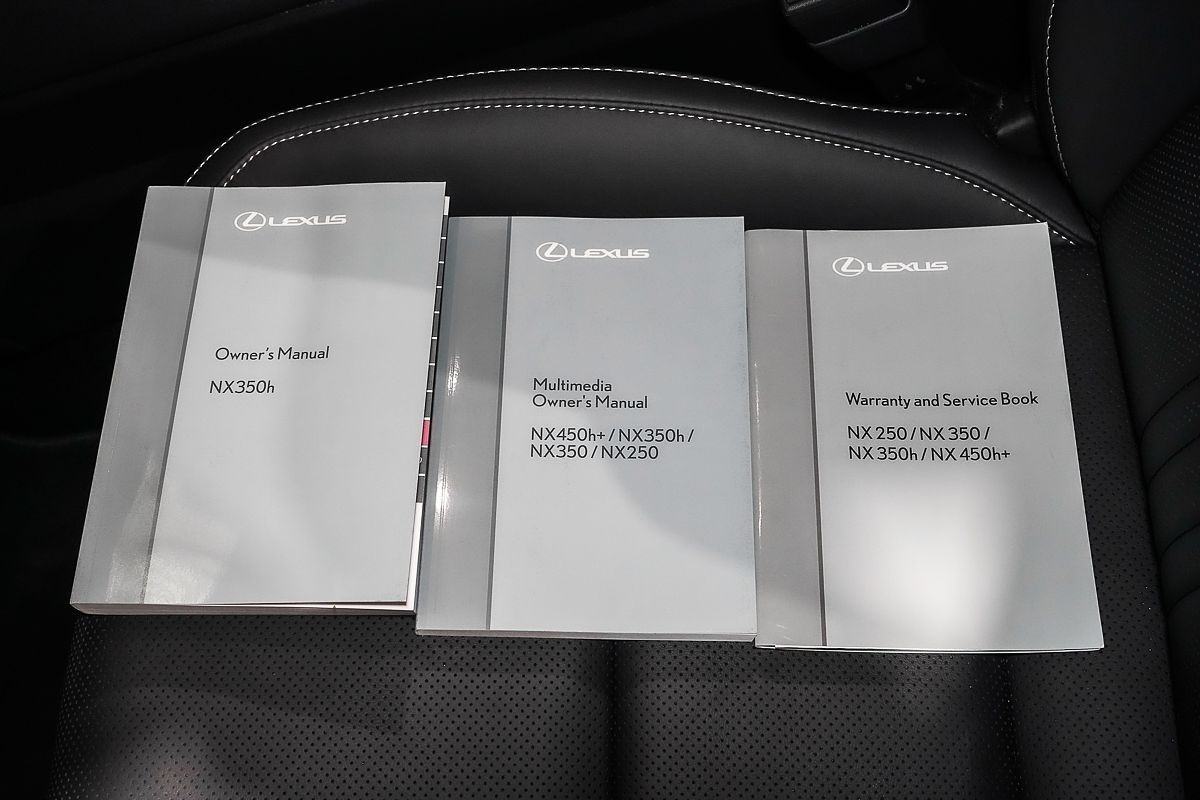 LEXUS
Owner's Manual
NX350h
LEXUS
Multimedia
Owner's Manual
NX450h+ / NX350h /
NX350 / NX250
LEXUS
Warranty and Service Book
NX 250 / NX 350 /
NX 350h / NX 450h+